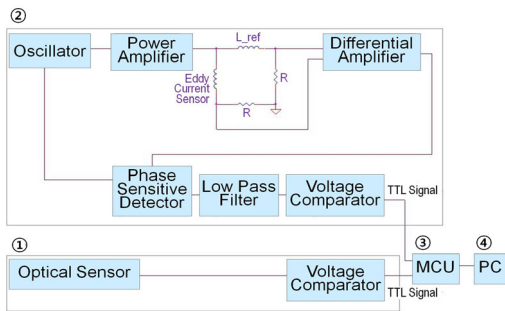 ②
Oscillator
Power
Amplifier
L_ref
Differential
Amplifier
Eddy
Current
Sensor
R
R
Phase
Sensitive
Detector
Low Pass
Filter
Voltage
Comparator
TTL Signal
①
Optical Sensor
Voltage
Comparator
TTL Signal
③
MCU
④
PC